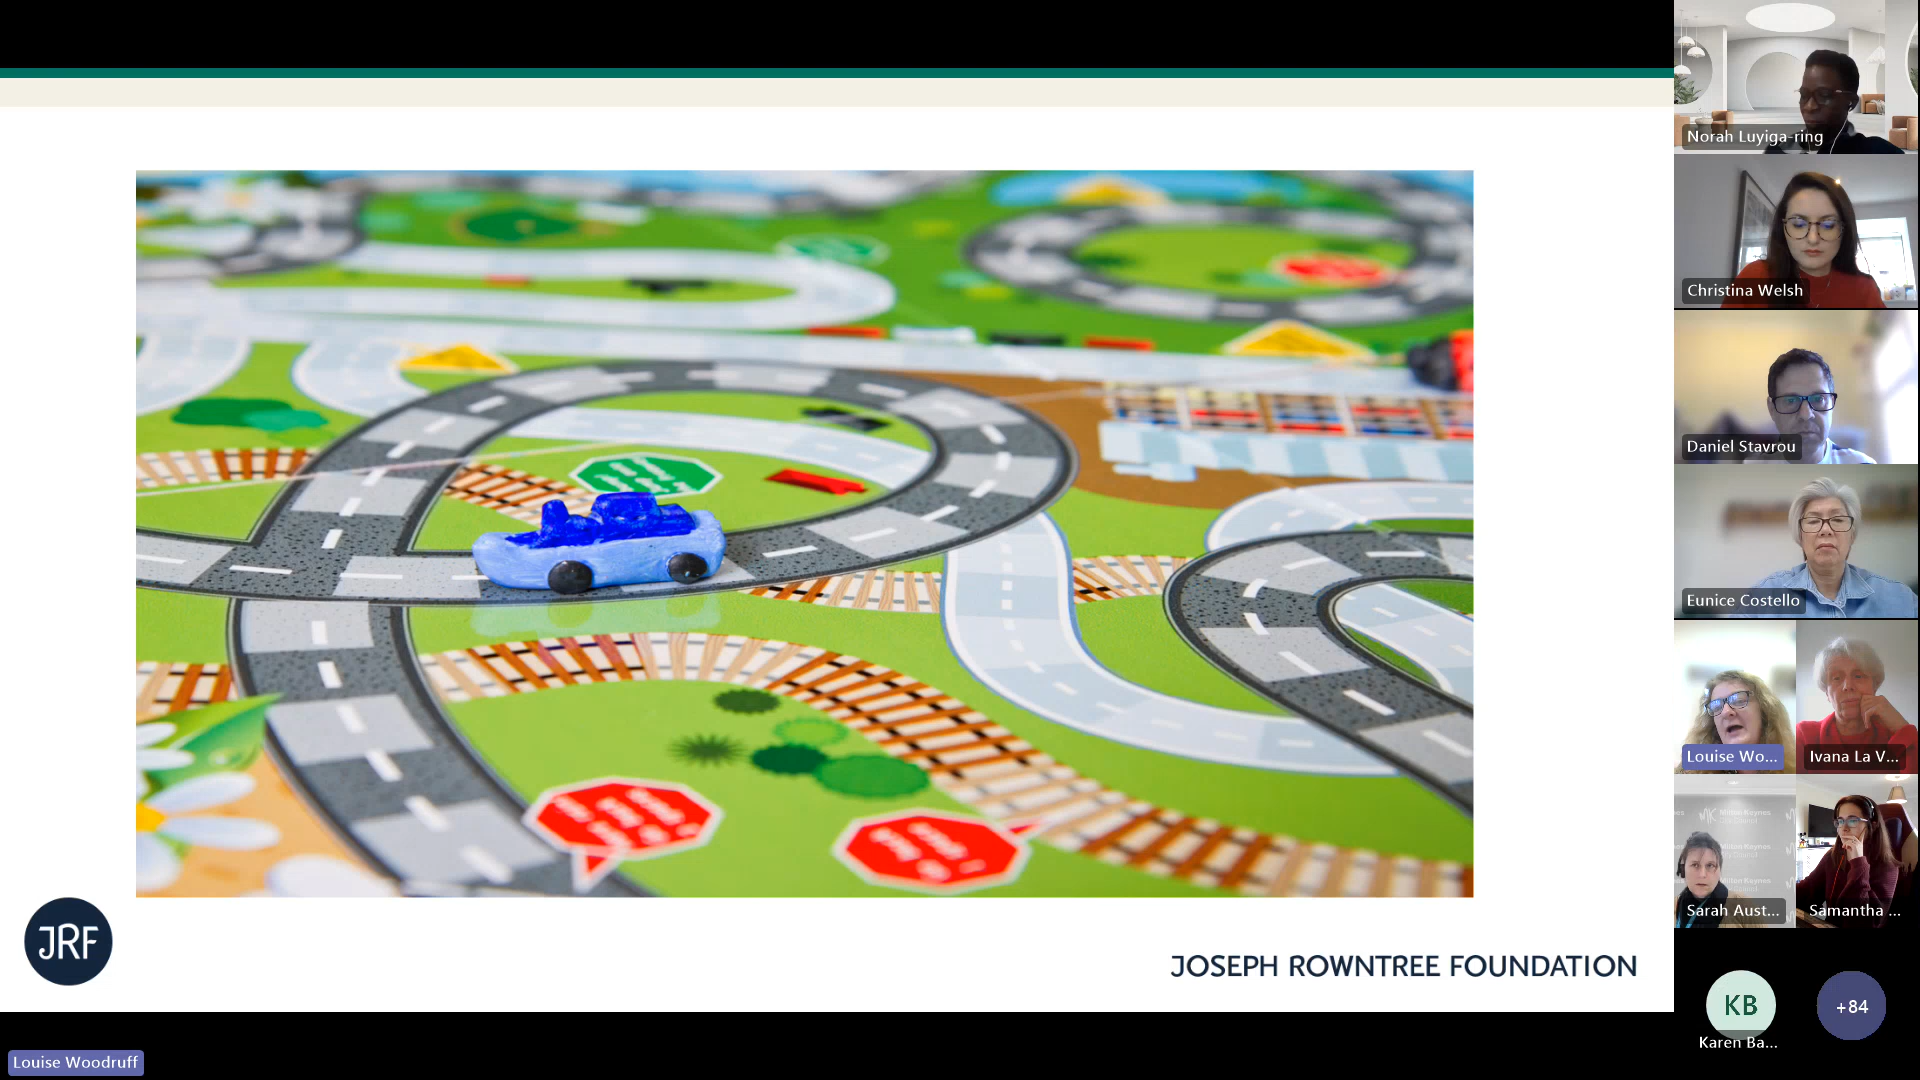 Norah Luyiga-ring
Christina Welsh
Daniel Stavrou
Eunice Costello
Louise Wo...
Ivana La V...
Sarah Aust...
Samantha ...
KB
+84
Karen Ba...
JRF
JOSEPH ROWNTREE FOUNDATION
Louise Woodruff